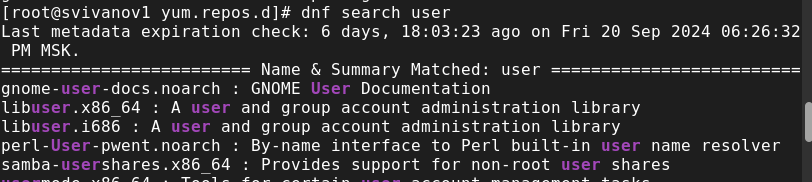 [root@svivanov1 yum.repos.d]# dnf search user
Last metadata expiration check: 6 days, 18:03:23 ago on Fri 20 Sep 2024 06:26:32
 PM MSK.
========================= Name & Summary Matched: user =========================
gnome-user-docs.noarch : GNOME User Documentation
libuser.x86_64 : A user and group account administration library
libuser.i686 : A user and group account administration library
perl-User-pwent.noarch : By-name interface to Perl built-in user name resolver
samba-usershares.x86_64 : Provides support for non-root user shares
usermode.x86_64 : Tools for certain user account management tasks